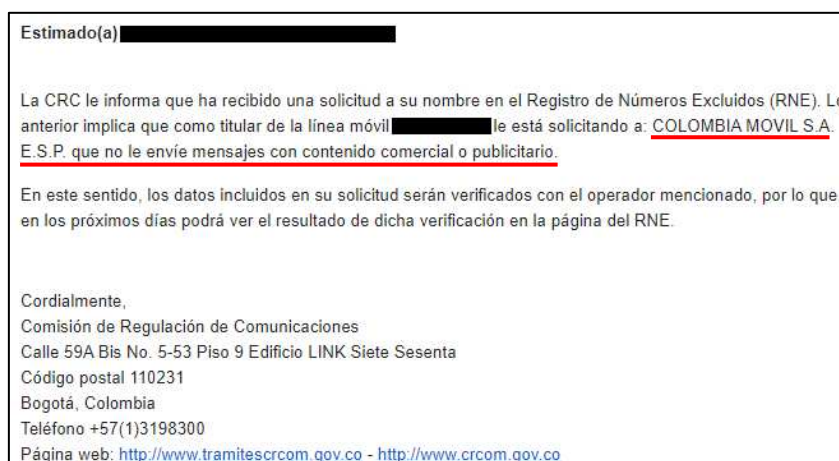 Estimado(a)
La CRC le informa que ha recibido una solicitud a su nombre en el Registro de Números Excluidos (RNE).
anterior implica que como titular de la línea móvil le está solicitando a: COLOMBIA MOVIL S.A.
E.S.P. que no le envíe mensajes con contenido comercial o publicitario.
En este sentido, los datos incluidos en su solicitud serán verificados con el operador mencionado, por lo que
en los próximos días podrá ver el resultado de dicha verificación en la página del RNE.
Cordialmente,
Comisión de Regulación de Comunicaciones
Calle 59A Bis No. 5-53 Piso 9 Edificio LINK Siete Sesenta
Código postal 110231
Bogotá, Colombia
Teléfono +57(1)3198300
Página web: http://www.tramitescrcom.gov.co - http://www.crcom.gov.co